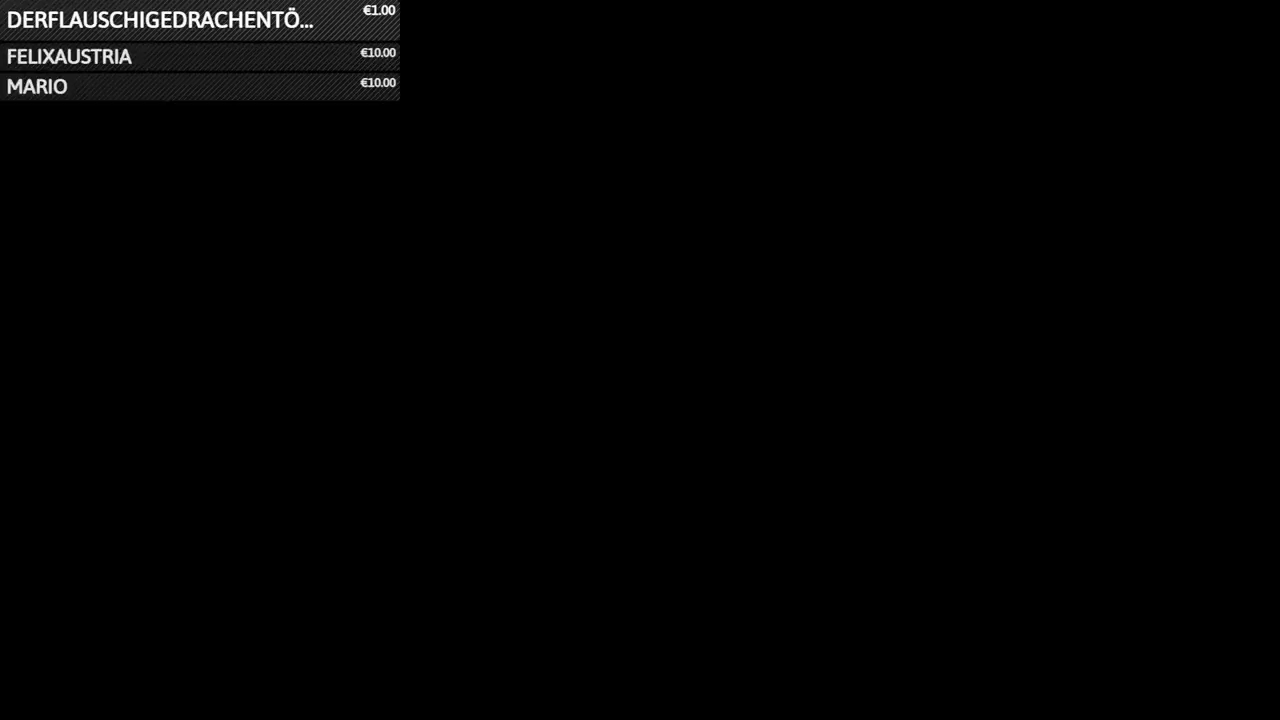 DERFLAUSCHIGEDRACHENTÖ... €1.00
FELIXAUSTRIA €10.00
MARIO €10.00